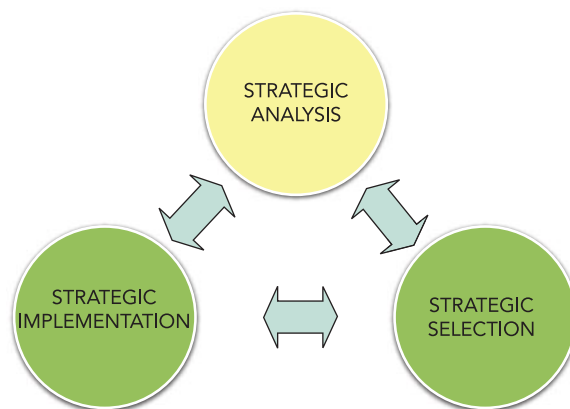 STRATEGIC
ANALYSIS
STRATEGIC
IMPLEMENTATION
STRATEGIC
SELECTION